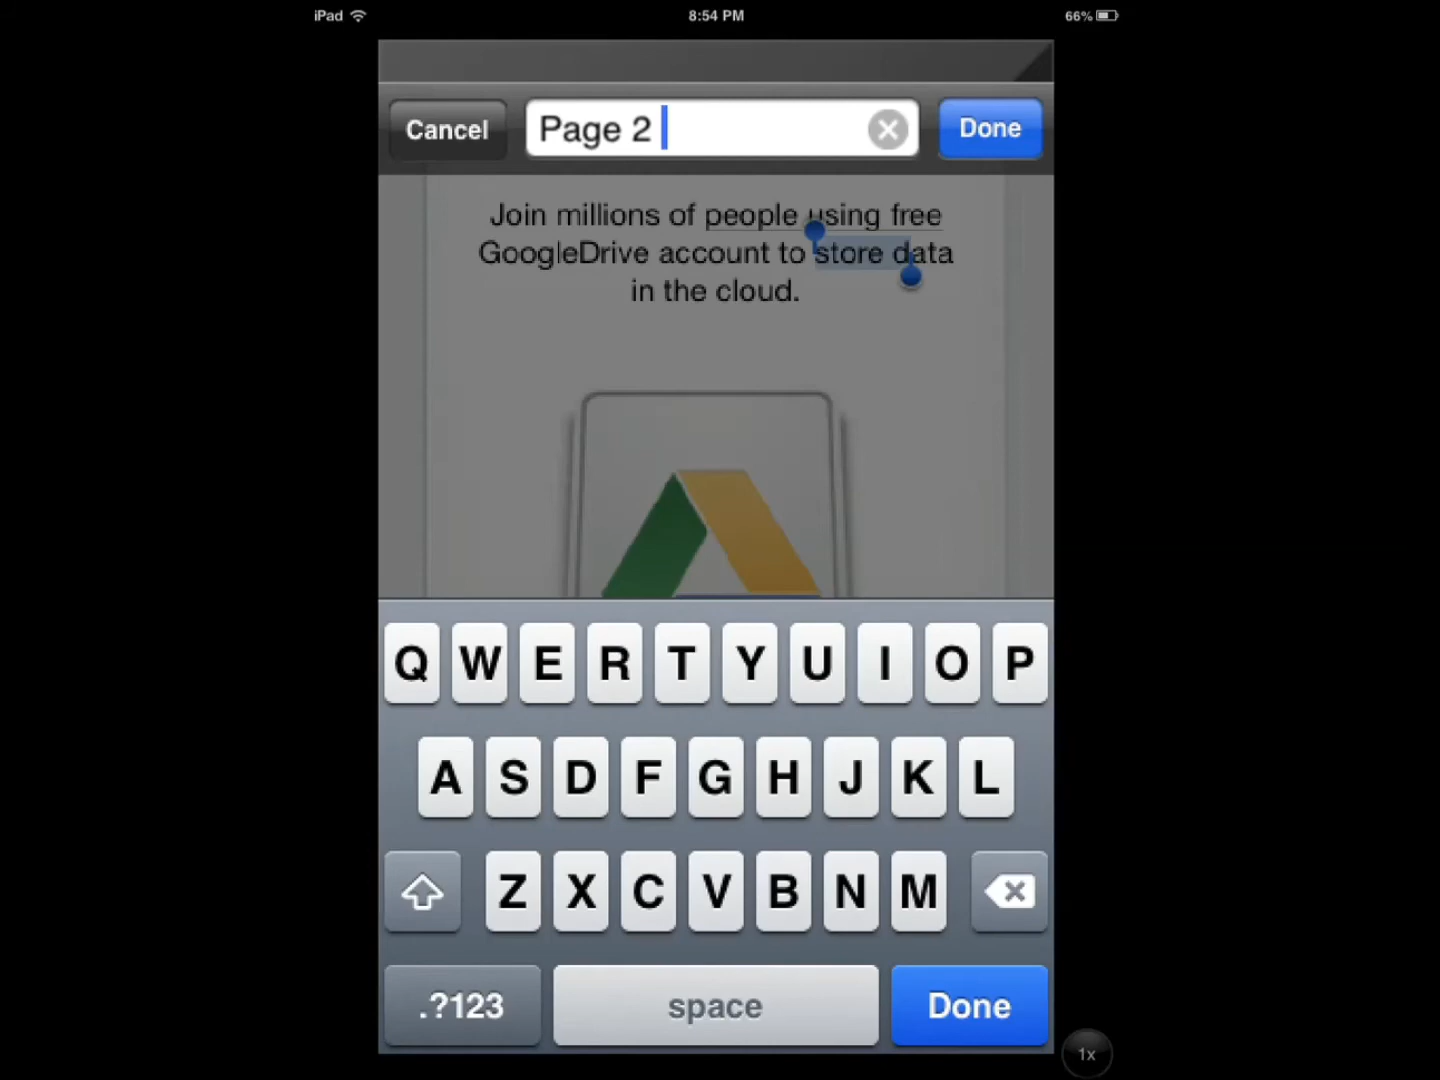 iPad 8:54 PM 66%
Cancel Page 2 Done
Join millions of people using free
GoogleDrive account to store data
in the cloud.
Q W E R T Y U I O P
A S D F G H J K L
Z X C V B N M
.?123 space Done
1x